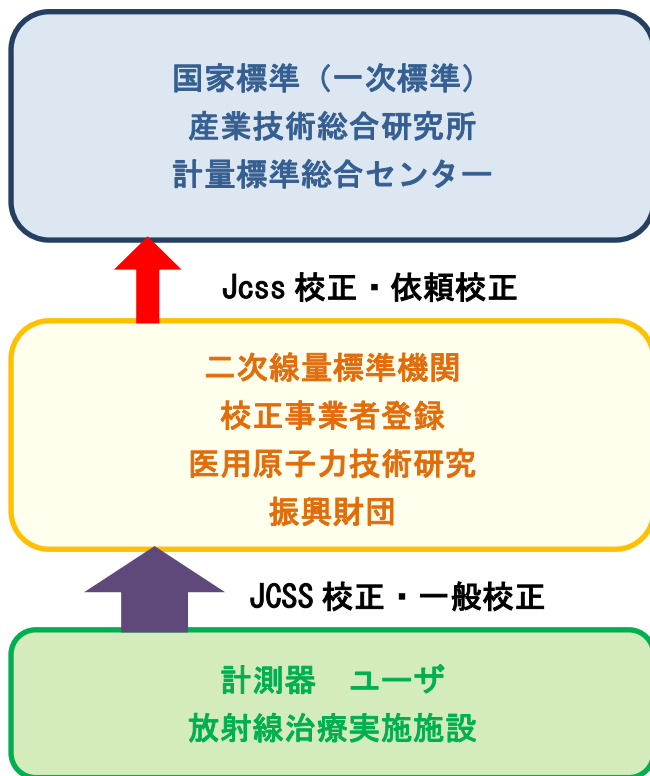 国家標準（一次標準）
産業技術総合研究所
計量標準総合センター
Jcss 校正・依頼校正
二次線量標準機関
校正事業者登録
医用原子力技術研究
振興財団
JCSS 校正・一般校正
計測器　ユーザ
放射線治療実施施設